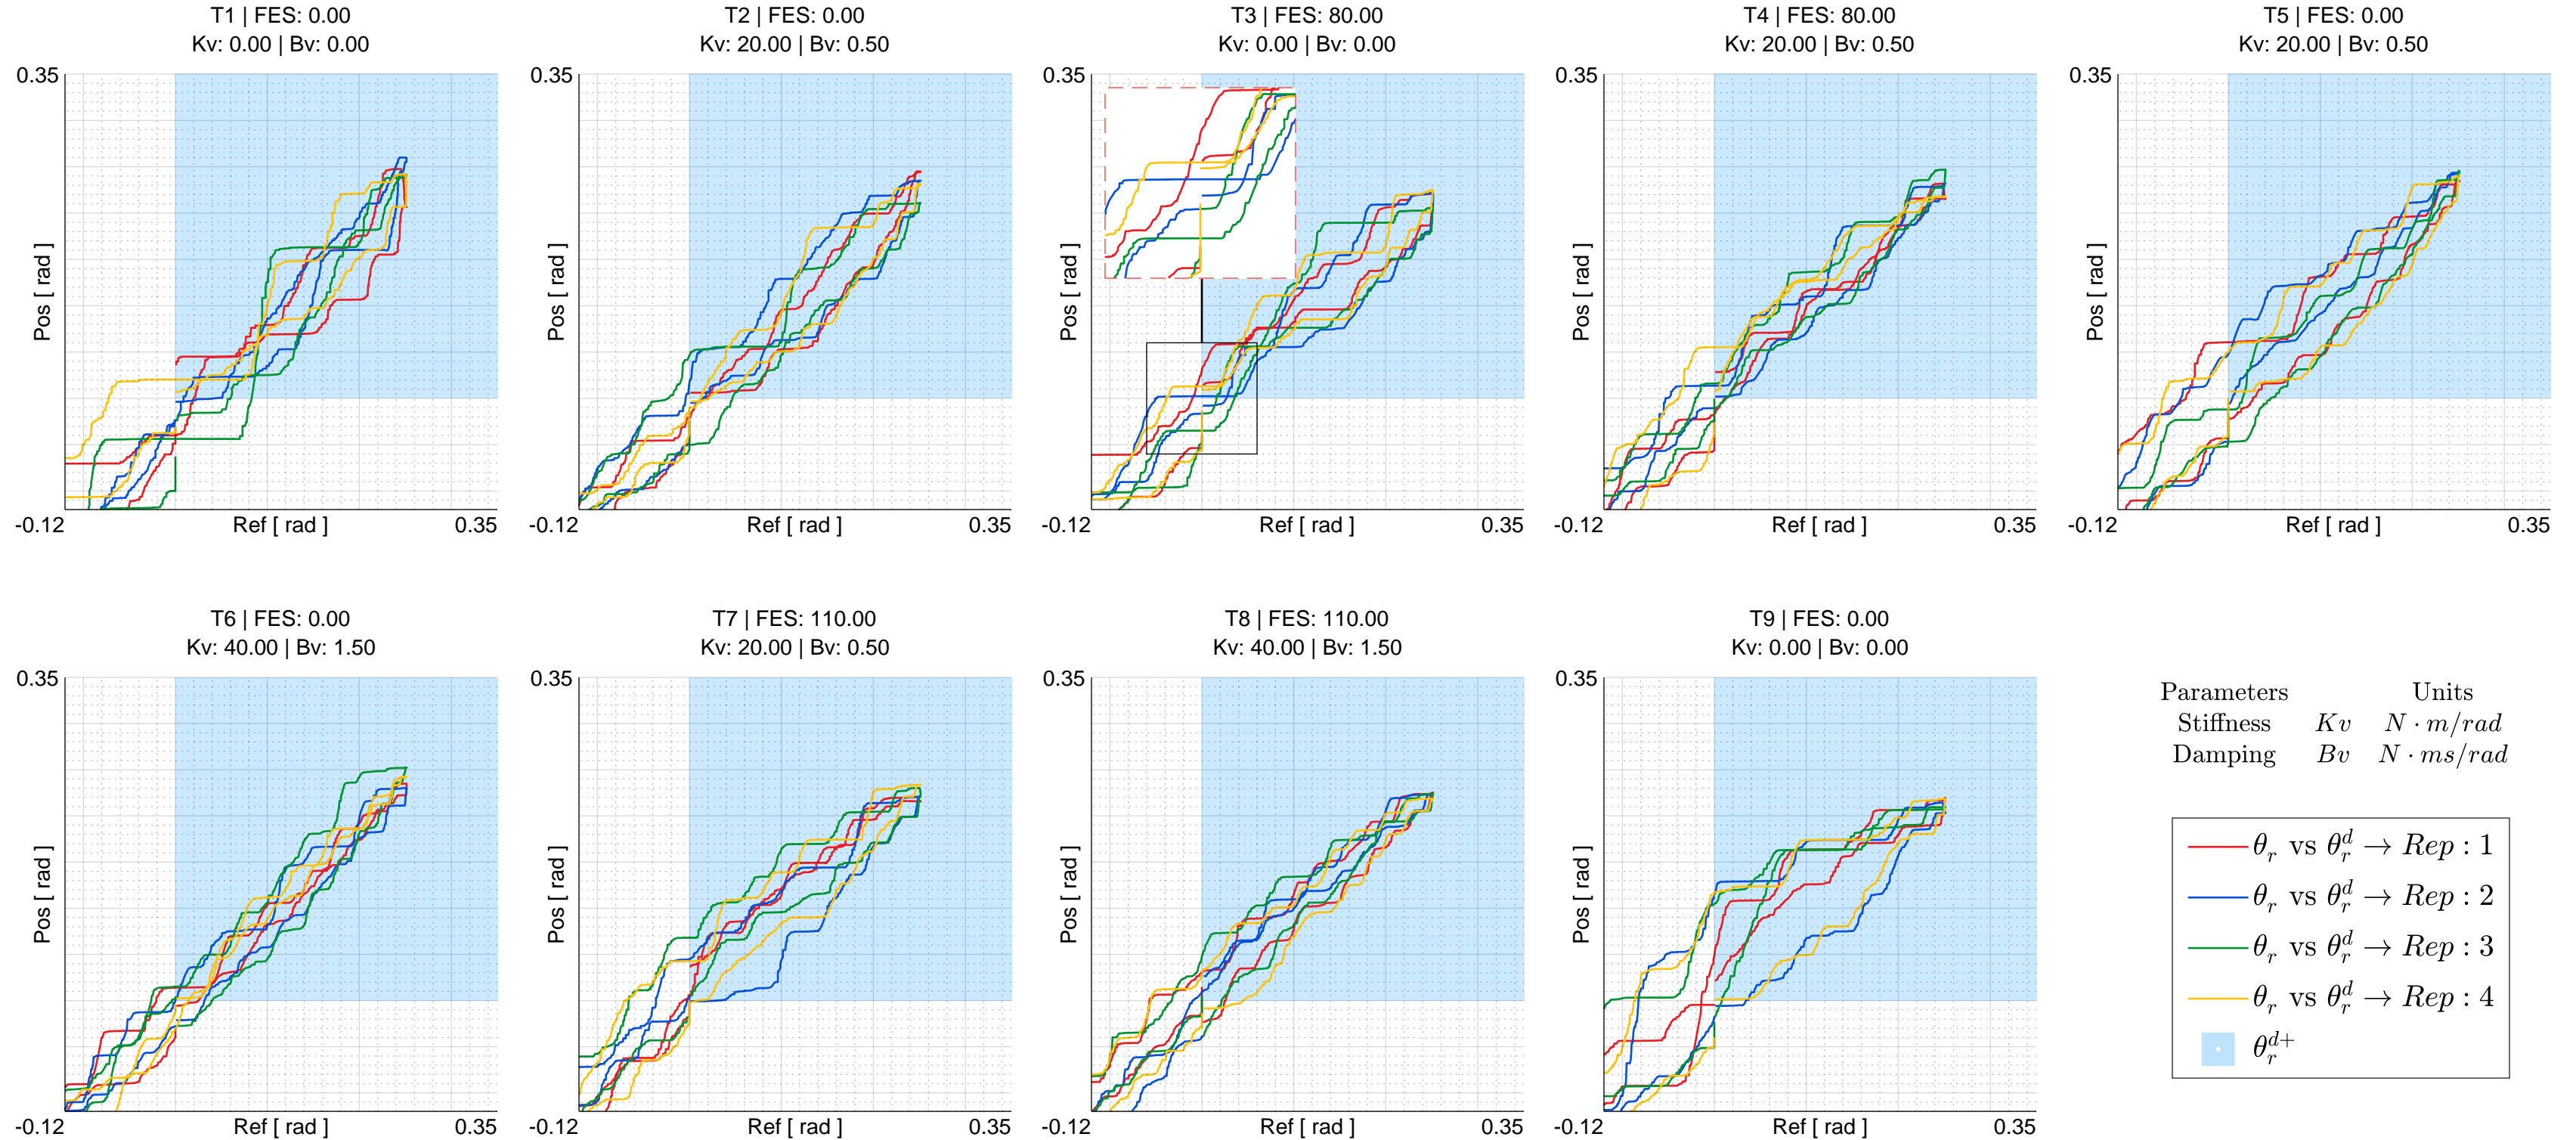 T1 | FES: 0.00
Kv: 0.00 | Bv: 0.00
0.35
Pos [ rad ]
-0.12
Ref [ rad ]
0.35
T2 | FES: 0.00
Kv: 20.00 | Bv: 0.50
0.35
Pos [ rad ]
-0.12
Ref [ rad ]
0.35
T3 | FES: 80.00
Kv: 0.00 | Bv: 0.00
0.35
Pos [ rad ]
-0.12
Ref [ rad ]
0.35
T4 | FES: 80.00
Kv: 20.00 | Bv: 0.50
0.35
Pos [ rad ]
-0.12
Ref [ rad ]
0.35
T5 | FES: 0.00
Kv: 20.00 | Bv: 0.50
0.35
Pos [ rad ]
-0.12
Ref [ rad ]
0.35
T6 | FES: 0.00
Kv: 40.00 | Bv: 1.50
0.35
Pos [ rad ]
-0.12
Ref [ rad ]
0.35
T7 | FES: 110.00
Kv: 20.00 | Bv: 0.50
0.35
Pos [ rad ]
-0.12
Ref [ rad ]
0.35
T8 | FES: 110.00
Kv: 40.00 | Bv: 1.50
0.35
Pos [ rad ]
-0.12
Ref [ rad ]
0.35
T9 | FES: 0.00
Kv: 0.00 | Bv: 0.00
0.35
Pos [ rad ]
-0.12
Ref [ rad ]
0.35
Parameters Units
Stiffness Kv N · m/rad
Damping Bv N · ms/rad
θ_r vs θ_r^d → Rep : 1
θ_r vs θ_r^d → Rep : 2
θ_r vs θ_r^d → Rep : 3
θ_r vs θ_r^d → Rep : 4
θ_r^{d+}